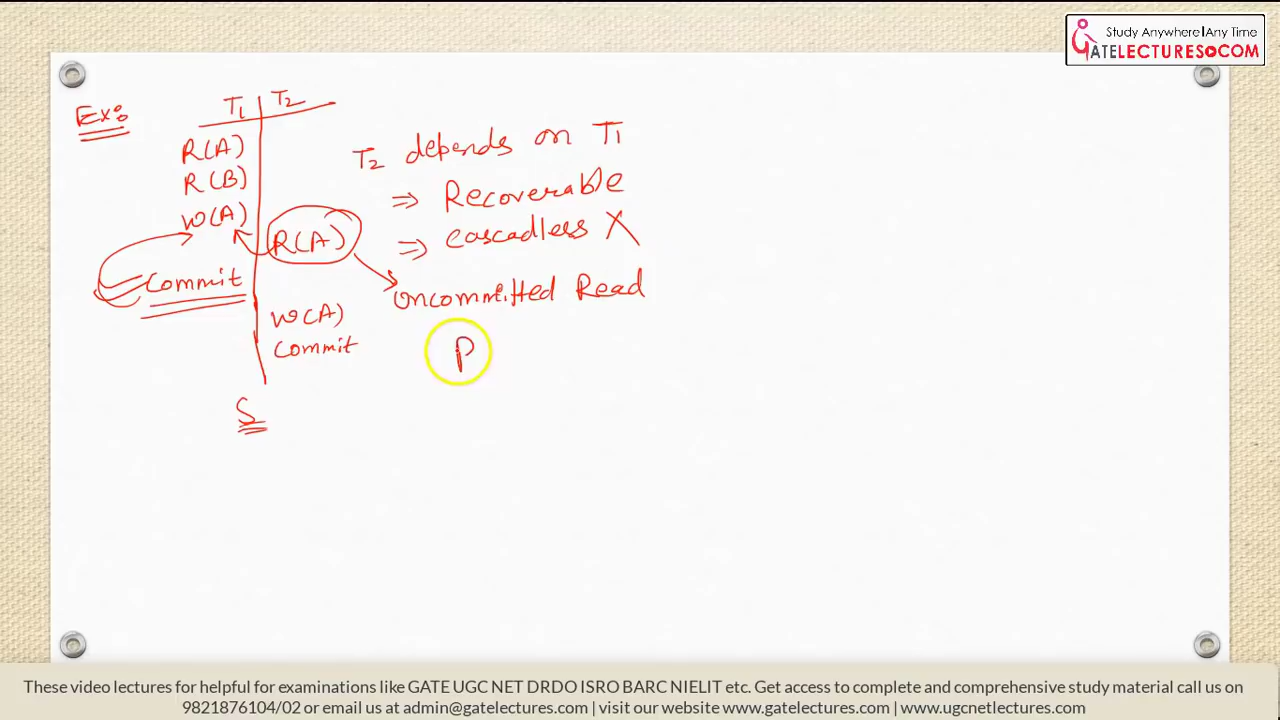 Study Anywhere Any Time
GATELECTURES.COM
Ex:
T1 T2
R(A)
R(B)
W(A)
R(A)
Commit
W(A)
Commit
S
T2 depends on T1
⇒ Recoverable
⇒ cascadless X
Uncommitted Read
P
These video lectures for helpful for examinations like GATE UGC NET DRDO ISRO BARC NIELIT etc. Get access to complete and comprehensive study material call us on
9821876104/02 or email us at admin@gatelectures.com | visit our website www.gatelectures.com | www.ugcnetlectures.com